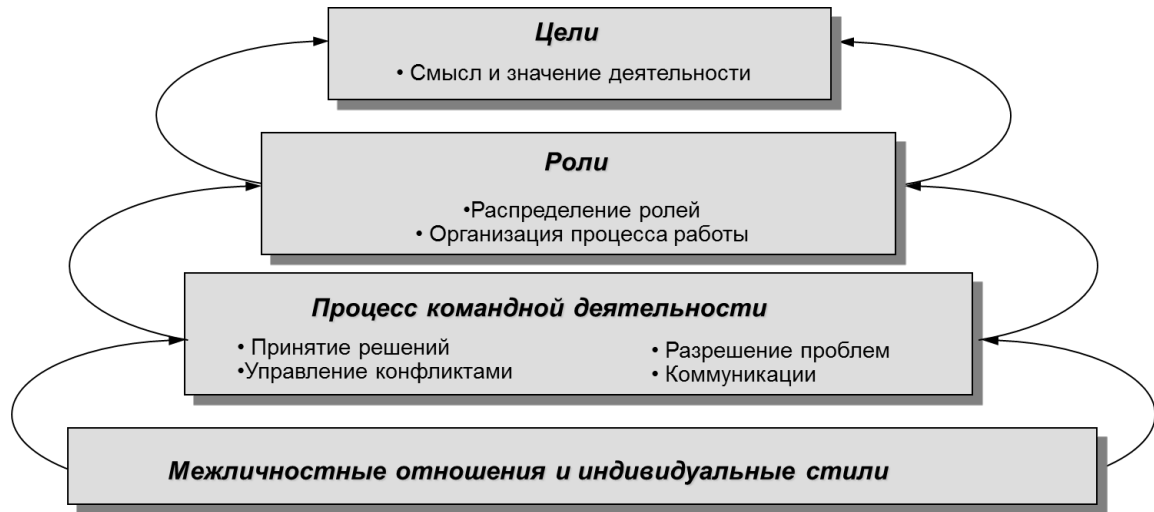 Цели
• Смысл и значение деятельности
Роли
•Распределение ролей
• Организация процесса работы
Процесс командной деятельности
• Принятие решений
•Управление конфликтами
• Разрешение проблем
• Коммуникации
Межличностные отношения и индивидуальные стили